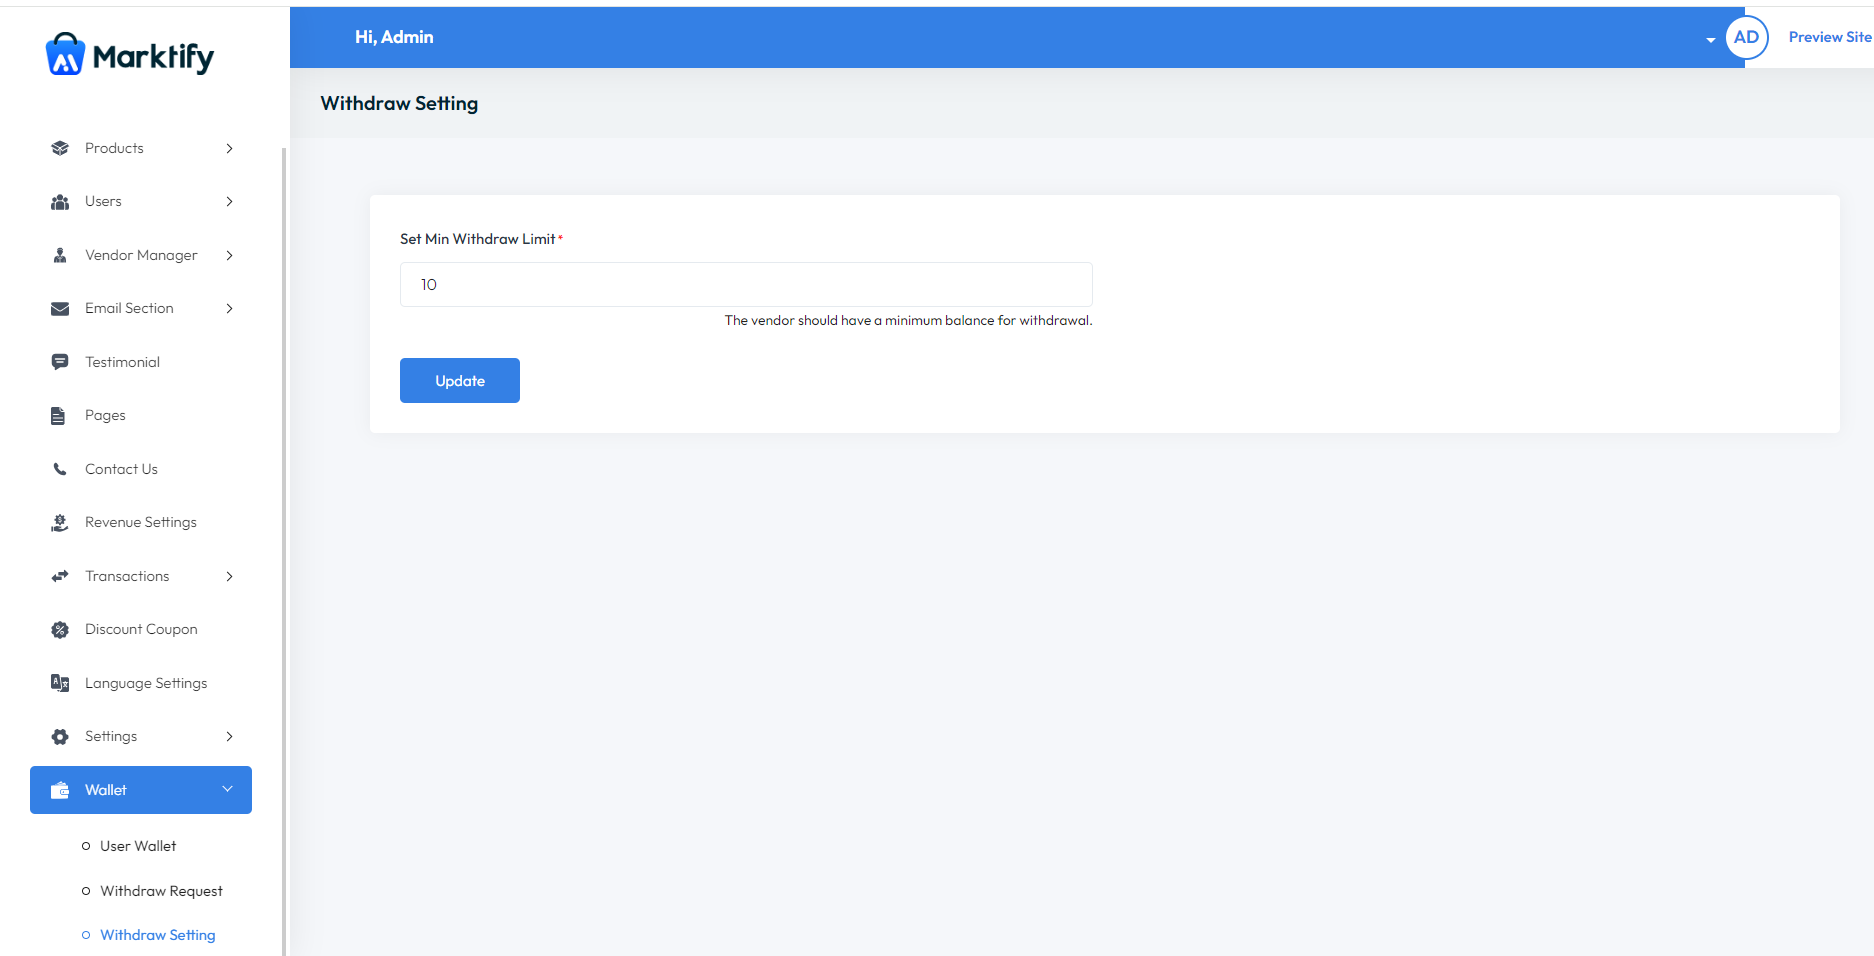 Marktify
Hi, Admin
AD
Preview Site
Withdraw Setting
Products
Users
Vendor Manager
Email Section
Testimonial
Pages
Contact Us
Revenue Settings
Transactions
Discount Coupon
Language Settings
Settings
Wallet
User Wallet
Withdraw Request
Withdraw Setting
Set Min Withdraw Limit*
10
The vendor should have a minimum balance for withdrawal.
Update